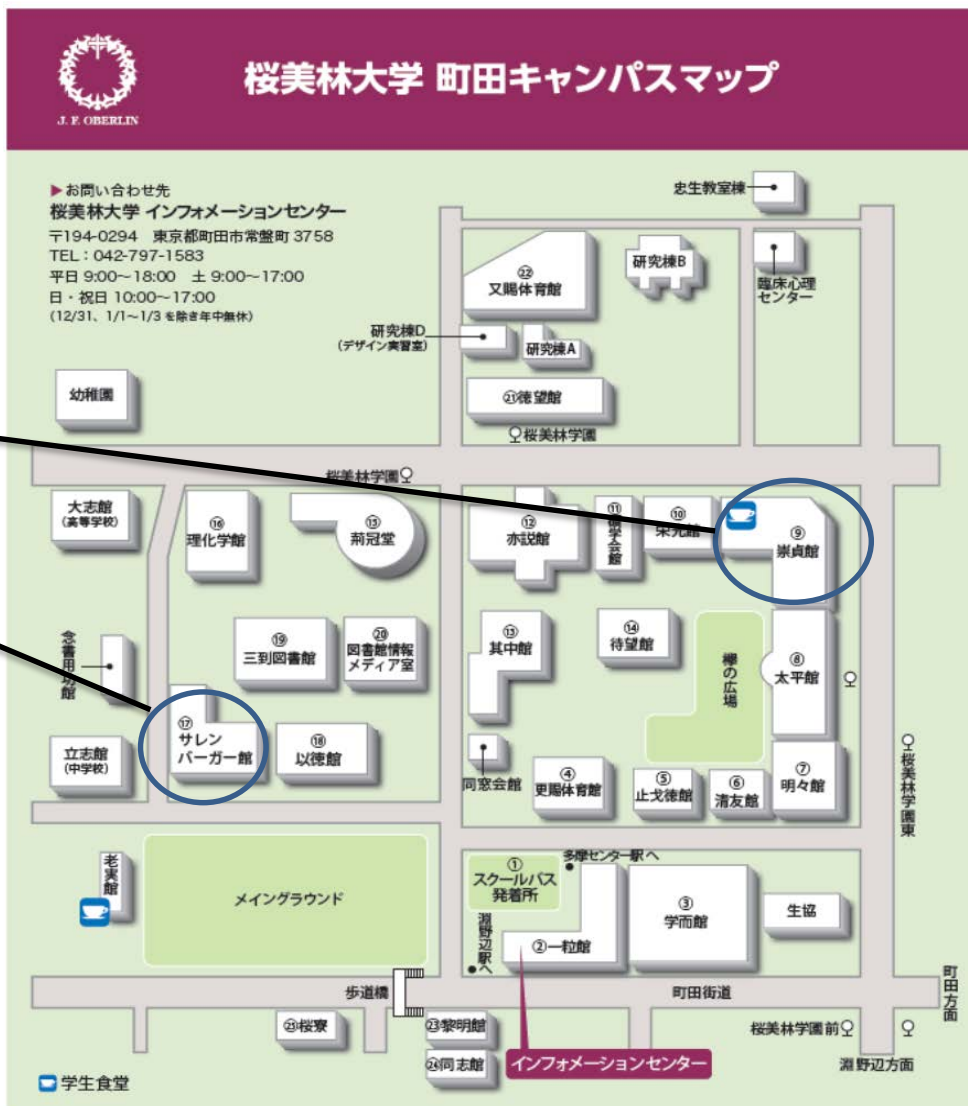 J. F. OBERLIN
桜美林大学 町田キャンパスマップ
▶お問い合わせ先
桜美林大学 インフォメーションセンター
〒194-0294 東京都町田市常盤町 3758
TEL：042-797-1583
平日 9:00〜18:00 土 9:00〜17:00
日・祝日 10:00〜17:00
(12/31、1/1〜1/3 を除き年中無休)
忠生教室棟
㉒
又賜体育館
研究棟B
臨床心理
センター
研究棟D
(デザイン実習室)
研究棟A
㉑徳望館
幼稚園
桜美林学園
桜美林学園
大志館
(高等学校)
⑯
理化学館
⑮
荊冠堂
⑫
亦説館
⑪
⑩
栄光館
⑨
崇貞館
念書用功館
⑲
三到図書館
⑳
図書館情報
メディア室
⑬
其中館
⑭
待望館
欅の広場
⑧
太平館
⑰
サレン
バーガー館
⑱
以徳館
立志館
(中学校)
同窓会館
④
更賜体育館
⑤
止戈徳館
⑥
清友館
⑦
明々館
桜美林学園東
老実館
メイングラウンド
①
スクールバス
発着所
多摩センター駅へ
淵野辺駅へ
②一粒館
③
学而館
生協
歩道橋
町田街道
町田方面
㉕桜寮
㉓黎明館
㉔同志館
インフォメーションセンター
桜美林学園前
淵野辺方面
学生食堂